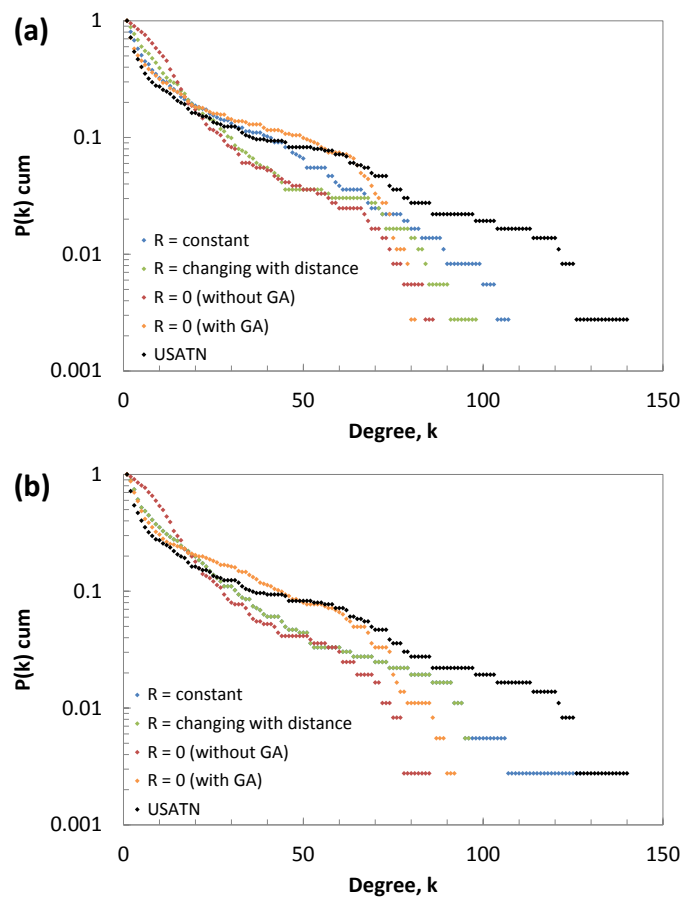 (a)
1
0.1
0.01
0.001
P(k) cum
R = constant
R = changing with distance
R = 0 (without GA)
R = 0 (with GA)
USATN
0 50 100 150
Degree, k
(b)
1
0.1
0.01
0.001
P(k) cum
R = constant
R = changing with distance
R = 0 (without GA)
R = 0 (with GA)
USATN
0 50 100 150
Degree, k